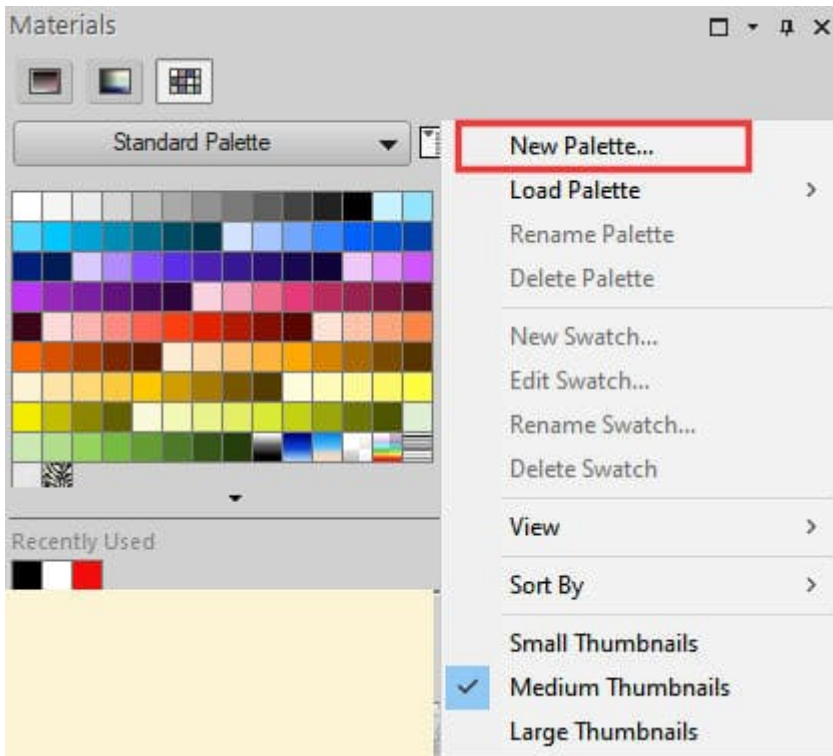 Materials
Standard Palette
New Palette...
Load Palette
Rename Palette
Delete Palette
New Swatch...
Edit Swatch...
Rename Swatch...
Delete Swatch
View
Sort By
Small Thumbnails
Medium Thumbnails
Large Thumbnails
Recently Used